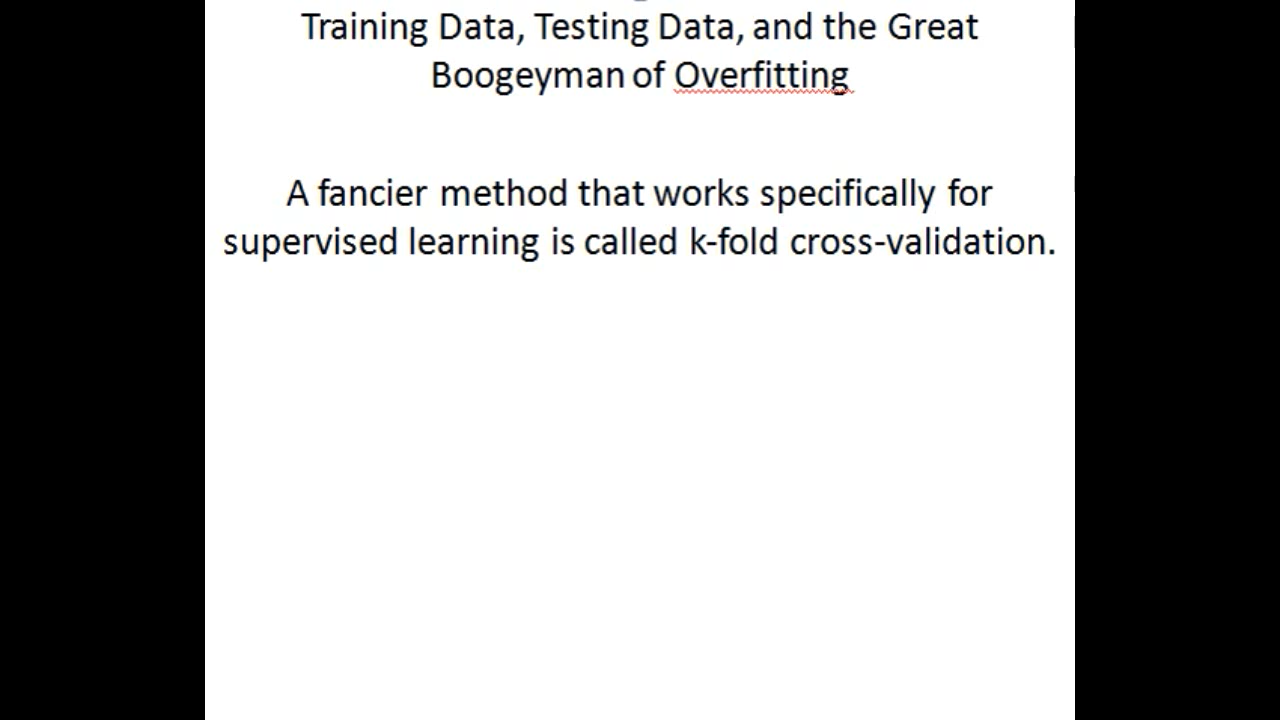 Training Data, Testing Data, and the Great
Boogeyman of Overfitting
A fancier method that works specifically for
supervised learning is called k-fold cross-validation.